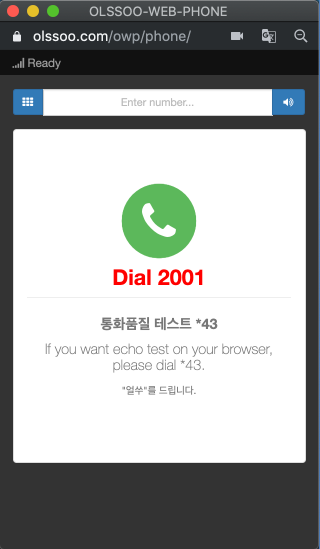 OLSSOO-WEB-PHONE
olssoo.com/owp/phone/
Ready
Enter number...
Dial 2001
통화품질 테스트 *43
If you want echo test on your browser,
please dial *43.
"얼쑤"를 드립니다.